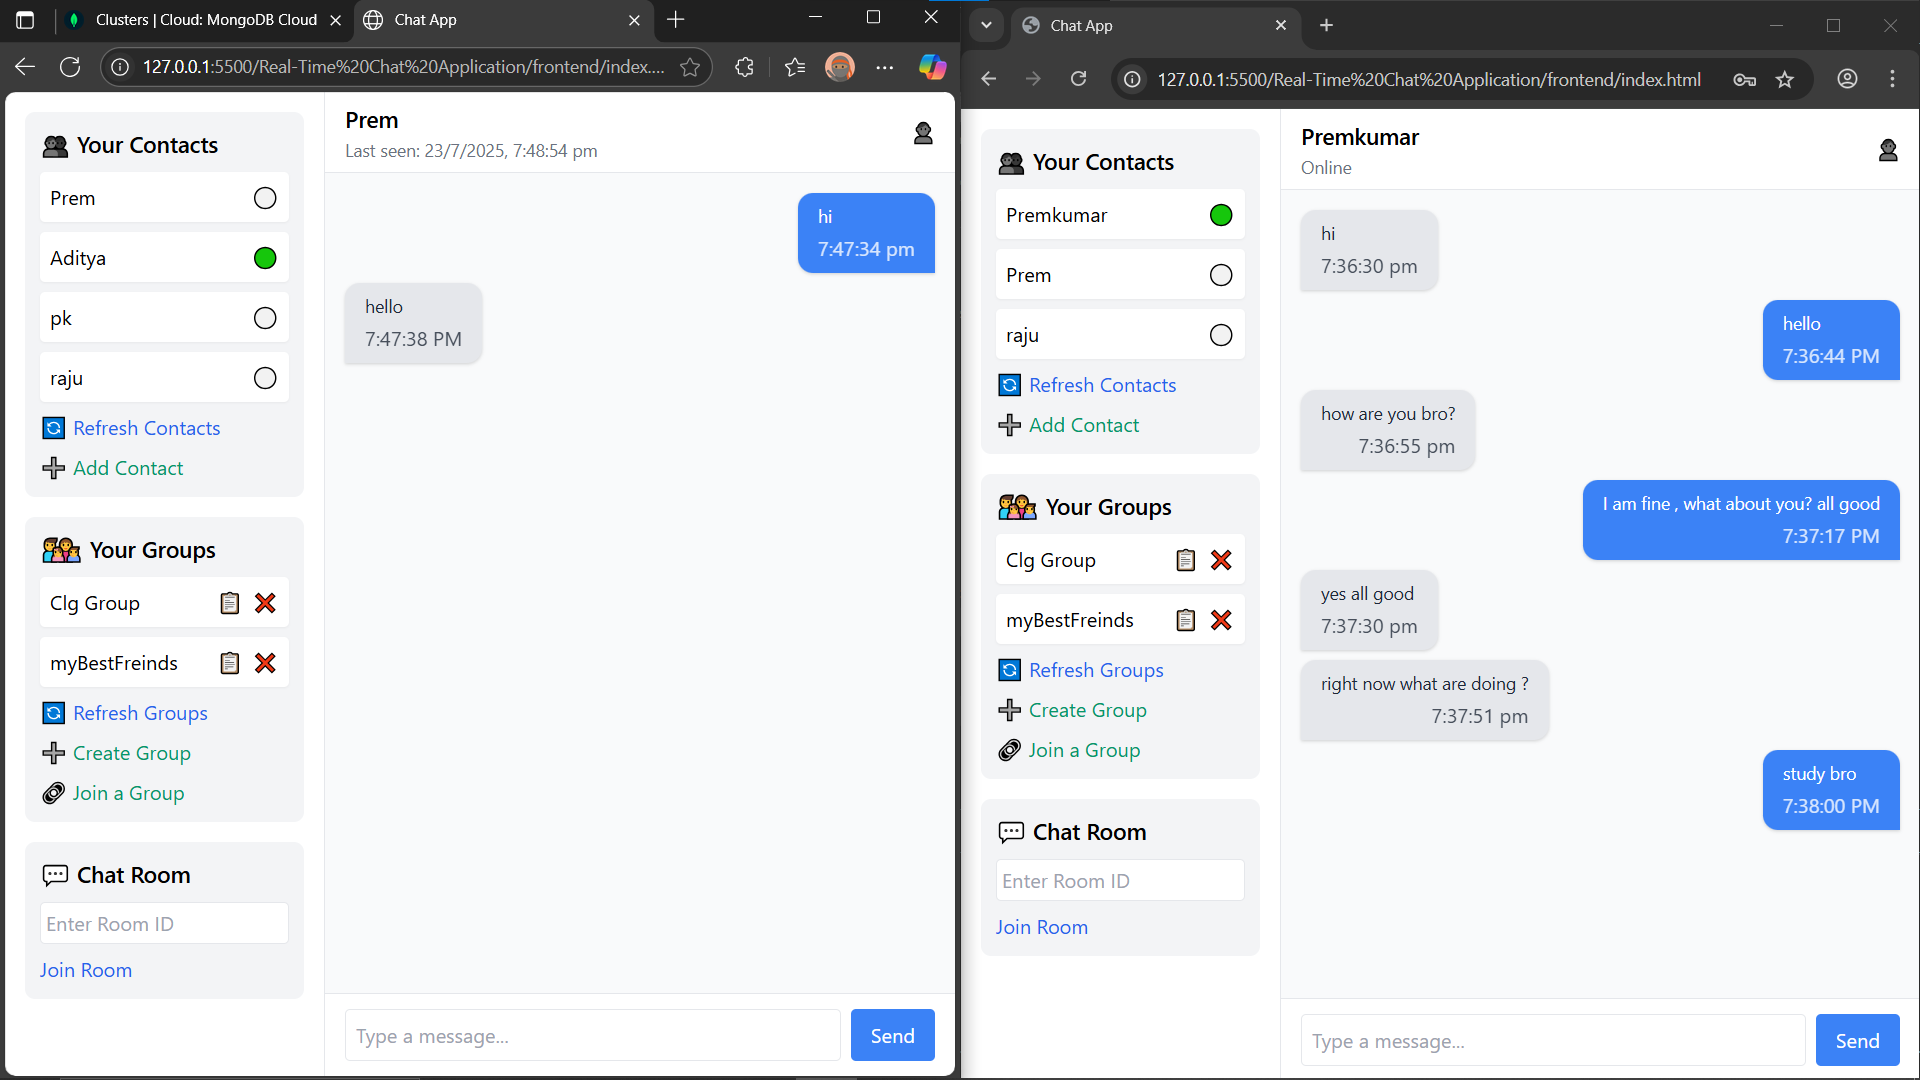 Clusters | Cloud: MongoDB Cloud
Chat App
127.0.0.1:5500/Real-Time%20Chat%20Application/frontend/index....
Your Contacts
Prem
Aditya
pk
raju
Refresh Contacts
Add Contact
Your Groups
Clg Group
myBestFreinds
Refresh Groups
Create Group
Join a Group
Chat Room
Enter Room ID
Join Room
Prem
Last seen: 23/7/2025, 7:48:54 pm
hi
7:47:34 pm
hello
7:47:38 PM
Type a message...
Send
Chat App
127.0.0.1:5500/Real-Time%20Chat%20Application/frontend/index.html
Your Contacts
Premkumar
Prem
raju
Refresh Contacts
Add Contact
Your Groups
Clg Group
myBestFreinds
Refresh Groups
Create Group
Join a Group
Chat Room
Enter Room ID
Join Room
Premkumar
Online
hi
7:36:30 pm
hello
7:36:44 PM
how are you bro?
7:36:55 pm
I am fine , what about you? all good
7:37:17 PM
yes all good
7:37:30 pm
right now what are doing ?
7:37:51 pm
study bro
7:38:00 PM
Type a message...
Send